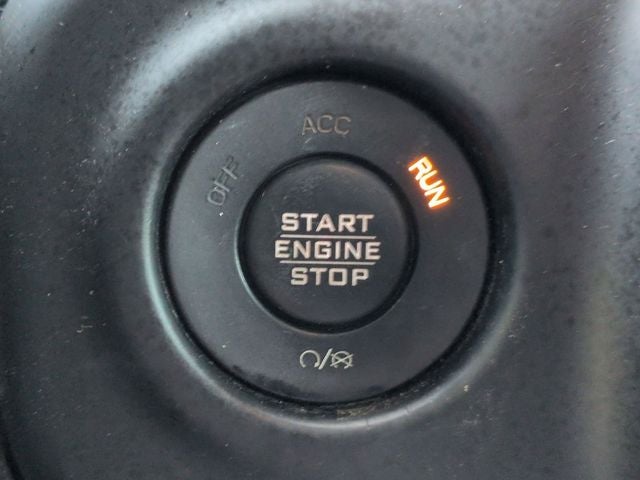 ACC
OFF
RUN
START
ENGINE
STOP